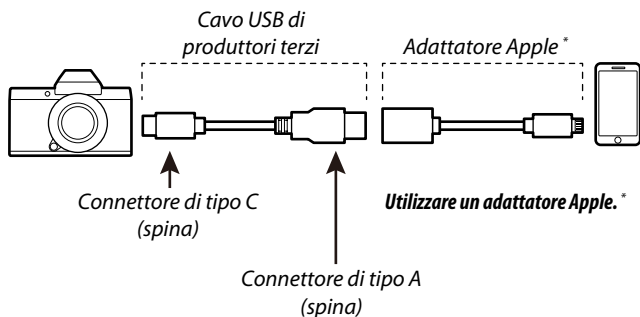 Cavo USB di
produttori terzi
Adattatore Apple *
Connettore di tipo C
(spina)
Utilizzare un adattatore Apple. *
Connettore di tipo A
(spina)